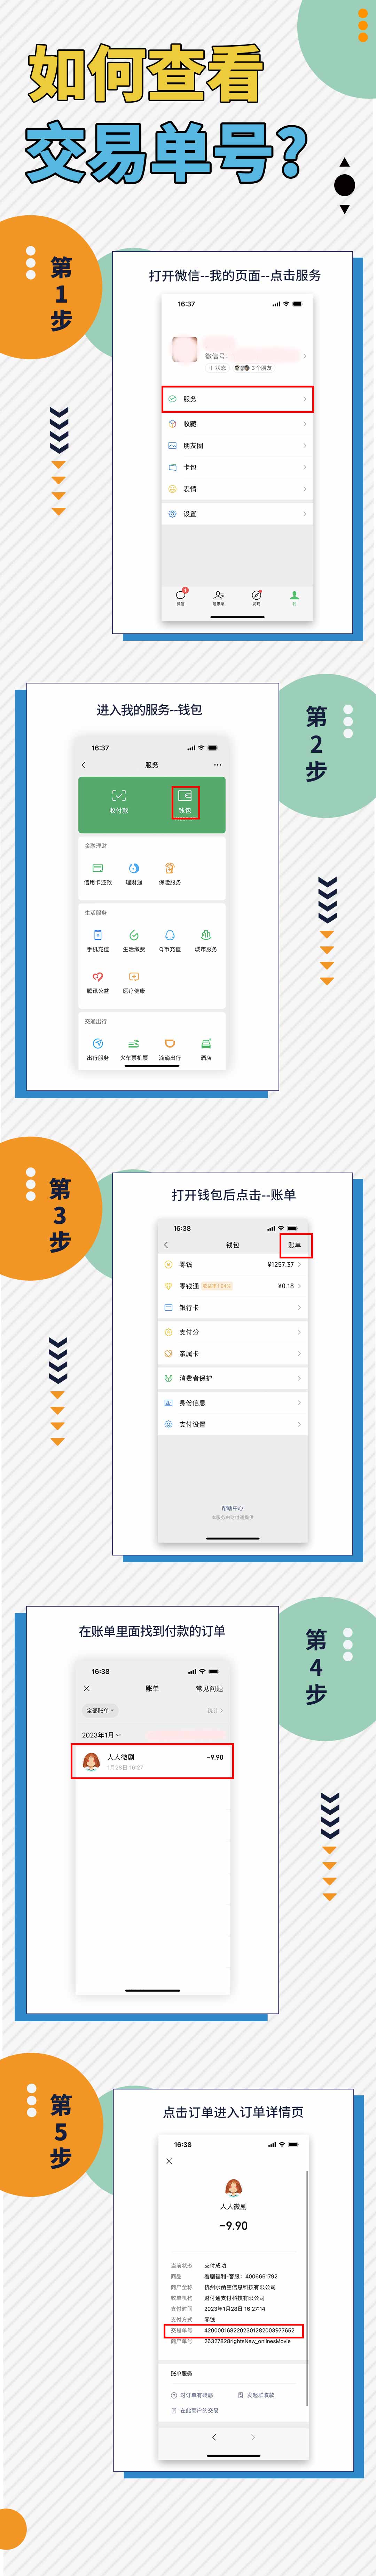 如何查看
交易单号?
第
1
步
打开微信--我的页面--点击服务
16:37
微信号:
+ 状态
3个朋友
服务
收藏
朋友圈
卡包
表情
设置
微信
通讯录
发现
我
第
2
步
进入我的服务--钱包
16:37
服务
收付款
钱包
金融理财
信用卡还款
理财通
保险服务
生活服务
手机充值
生活缴费
Q币充值
城市服务
腾讯公益
医疗健康
交通出行
出行服务
火车票机票
滴滴出行
酒店
第
3
步
打开钱包后点击--账单
16:38
钱包
账单
零钱
¥1257.37
零钱通
¥0.18
银行卡
支付分
亲属卡
消费者保护
身份信息
支付设置
帮助中心
本服务由财付通提供
第
4
步
在账单里面找到付款的订单
16:38
账单
常见问题
全部账单
统计
2023年1月
人人微剧
-9.90
1月28日 16:27
第
5
步
点击订单进入订单详情页
16:38
人人微剧
-9.90
当前状态 支付成功
商品 看剧福利-客服：4006661792
商户全称 杭州水函空信息科技有限公司
收单机构 财付通支付科技有限公司
支付时间 2023年1月28日 16:27:14
支付方式 零钱
交易单号 4200001682202301282003977652
商户单号 26327628rightsNew_onlinesMovie
账单服务
对订单有疑惑
发起群收款
在此商户的交易